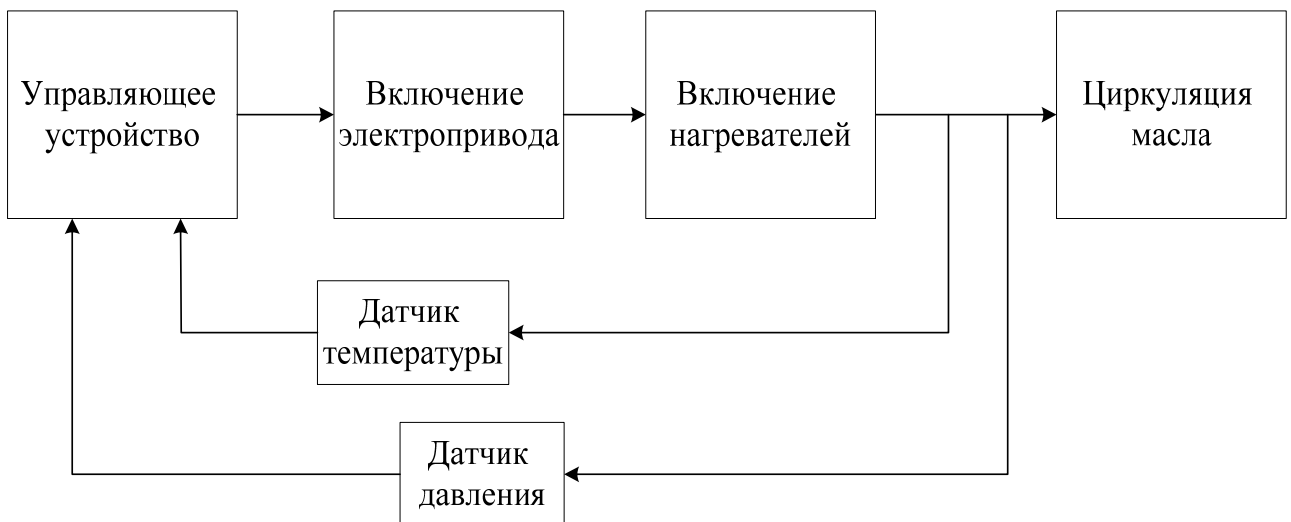 Управляющее
устройство
Включение
электропривода
Включение
нагревателей
Циркуляция
масла
Датчик
температуры
Датчик
давления